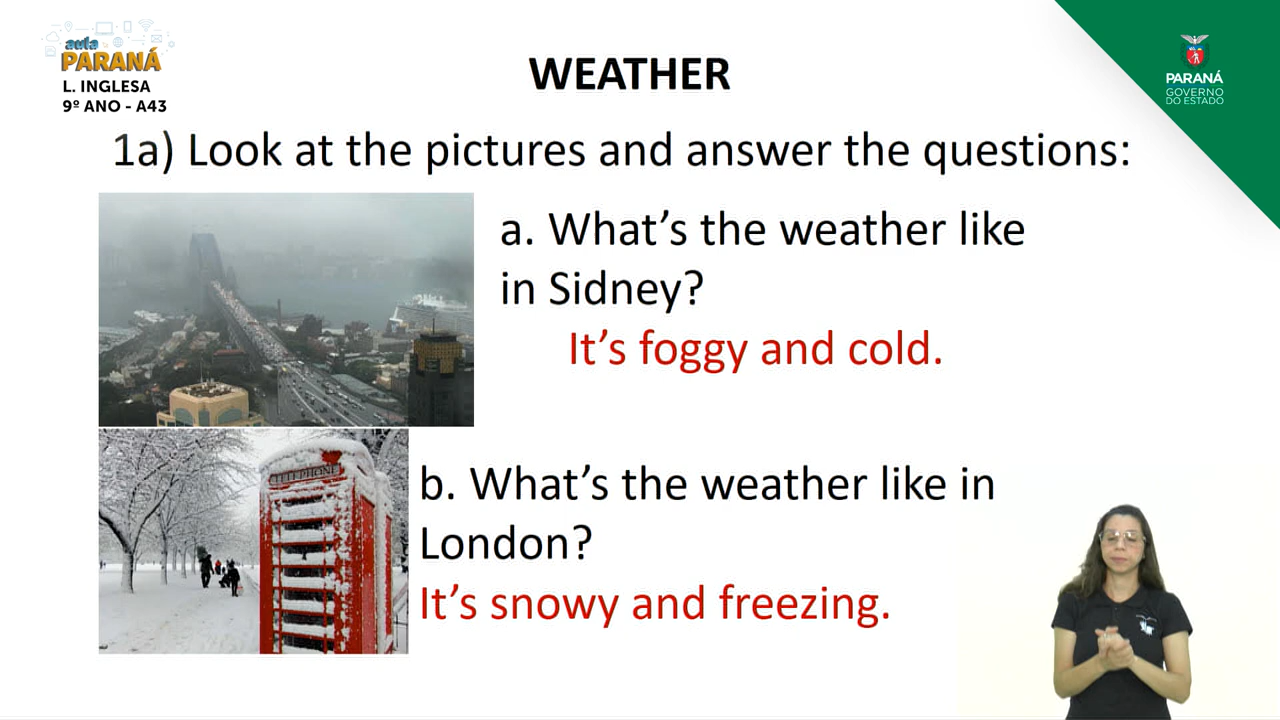 aula
PARANÁ
L. INGLESA
9º ANO - A43
WEATHER
PARANÁ
GOVERNO
DO ESTADO
1a) Look at the pictures and answer the questions:
a. What’s the weather like
in Sidney?
It’s foggy and cold.
TELEPHONE
b. What’s the weather like in
London?
It’s snowy and freezing.